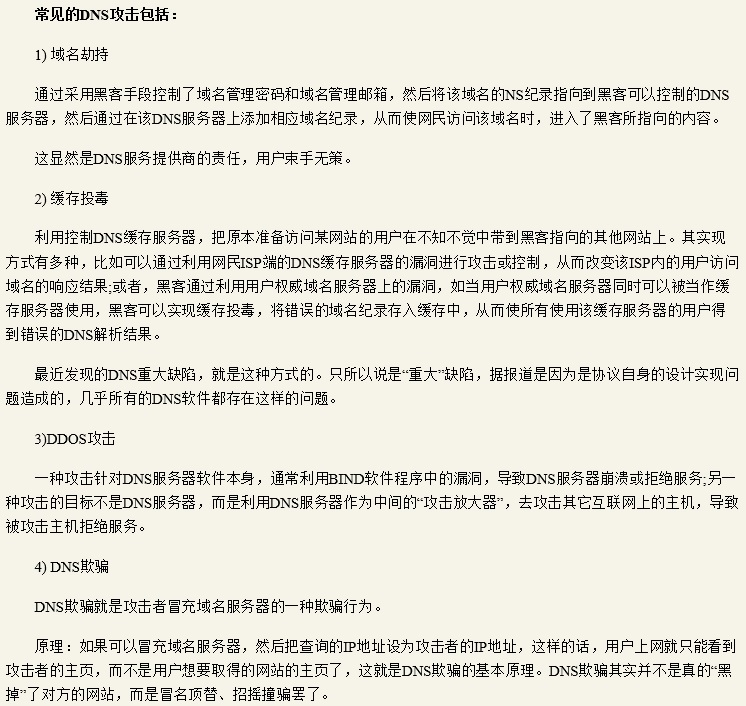 常见的DNS攻击包括：
1) 域名劫持
通过采用黑客手段控制了域名管理密码和域名管理邮箱，然后将该域名的NS纪录指向到黑客可以控制的DNS
服务器，然后通过在该DNS服务器上添加相应域名纪录，从而使网民访问该域名时，进入了黑客所指向的内容。
这显然是DNS服务提供商的责任，用户束手无策。
2) 缓存投毒
利用控制DNS缓存服务器，把原本准备访问某网站的用户在不知不觉中带到黑客指向的其他网站上。其实现
方式有多种，比如可以通过利用网民ISP端的DNS缓存服务器的漏洞进行攻击或控制，从而改变该ISP内的用户访问
域名的响应结果;或者，黑客通过利用用户权威域名服务器上的漏洞，如当用户权威域名服务器同时可以被当作缓
存服务器使用，黑客可以实现缓存投毒，将错误的域名纪录存入缓存中，从而使所有使用该缓存服务器的用户得
到错误的DNS解析结果。
最近发现的DNS重大缺陷，就是这种方式的。只所以说是“重大”缺陷，据报道是因为是协议自身的设计实现问
题造成的，几乎所有的DNS软件都存在这样的问题。
3)DDOS攻击
一种攻击针对DNS服务器软件本身，通常利用BIND软件程序中的漏洞，导致DNS服务器崩溃或拒绝服务;另一
种攻击的目标不是DNS服务器，而是利用DNS服务器作为中间的“攻击放大器”，去攻击其它互联网上的主机，导致
被攻击主机拒绝服务。
4) DNS欺骗
DNS欺骗就是攻击者冒充域名服务器的一种欺骗行为。
原理：如果可以冒充域名服务器，然后把查询的IP地址设为攻击者的IP地址，这样的话，用户上网就只能看到
攻击者的主页，而不是用户想要取得的网站的主页了，这就是DNS欺骗的基本原理。DNS欺骗其实并不是真的“黑
掉”了对方的网站，而是冒名顶替、招摇撞骗罢了。